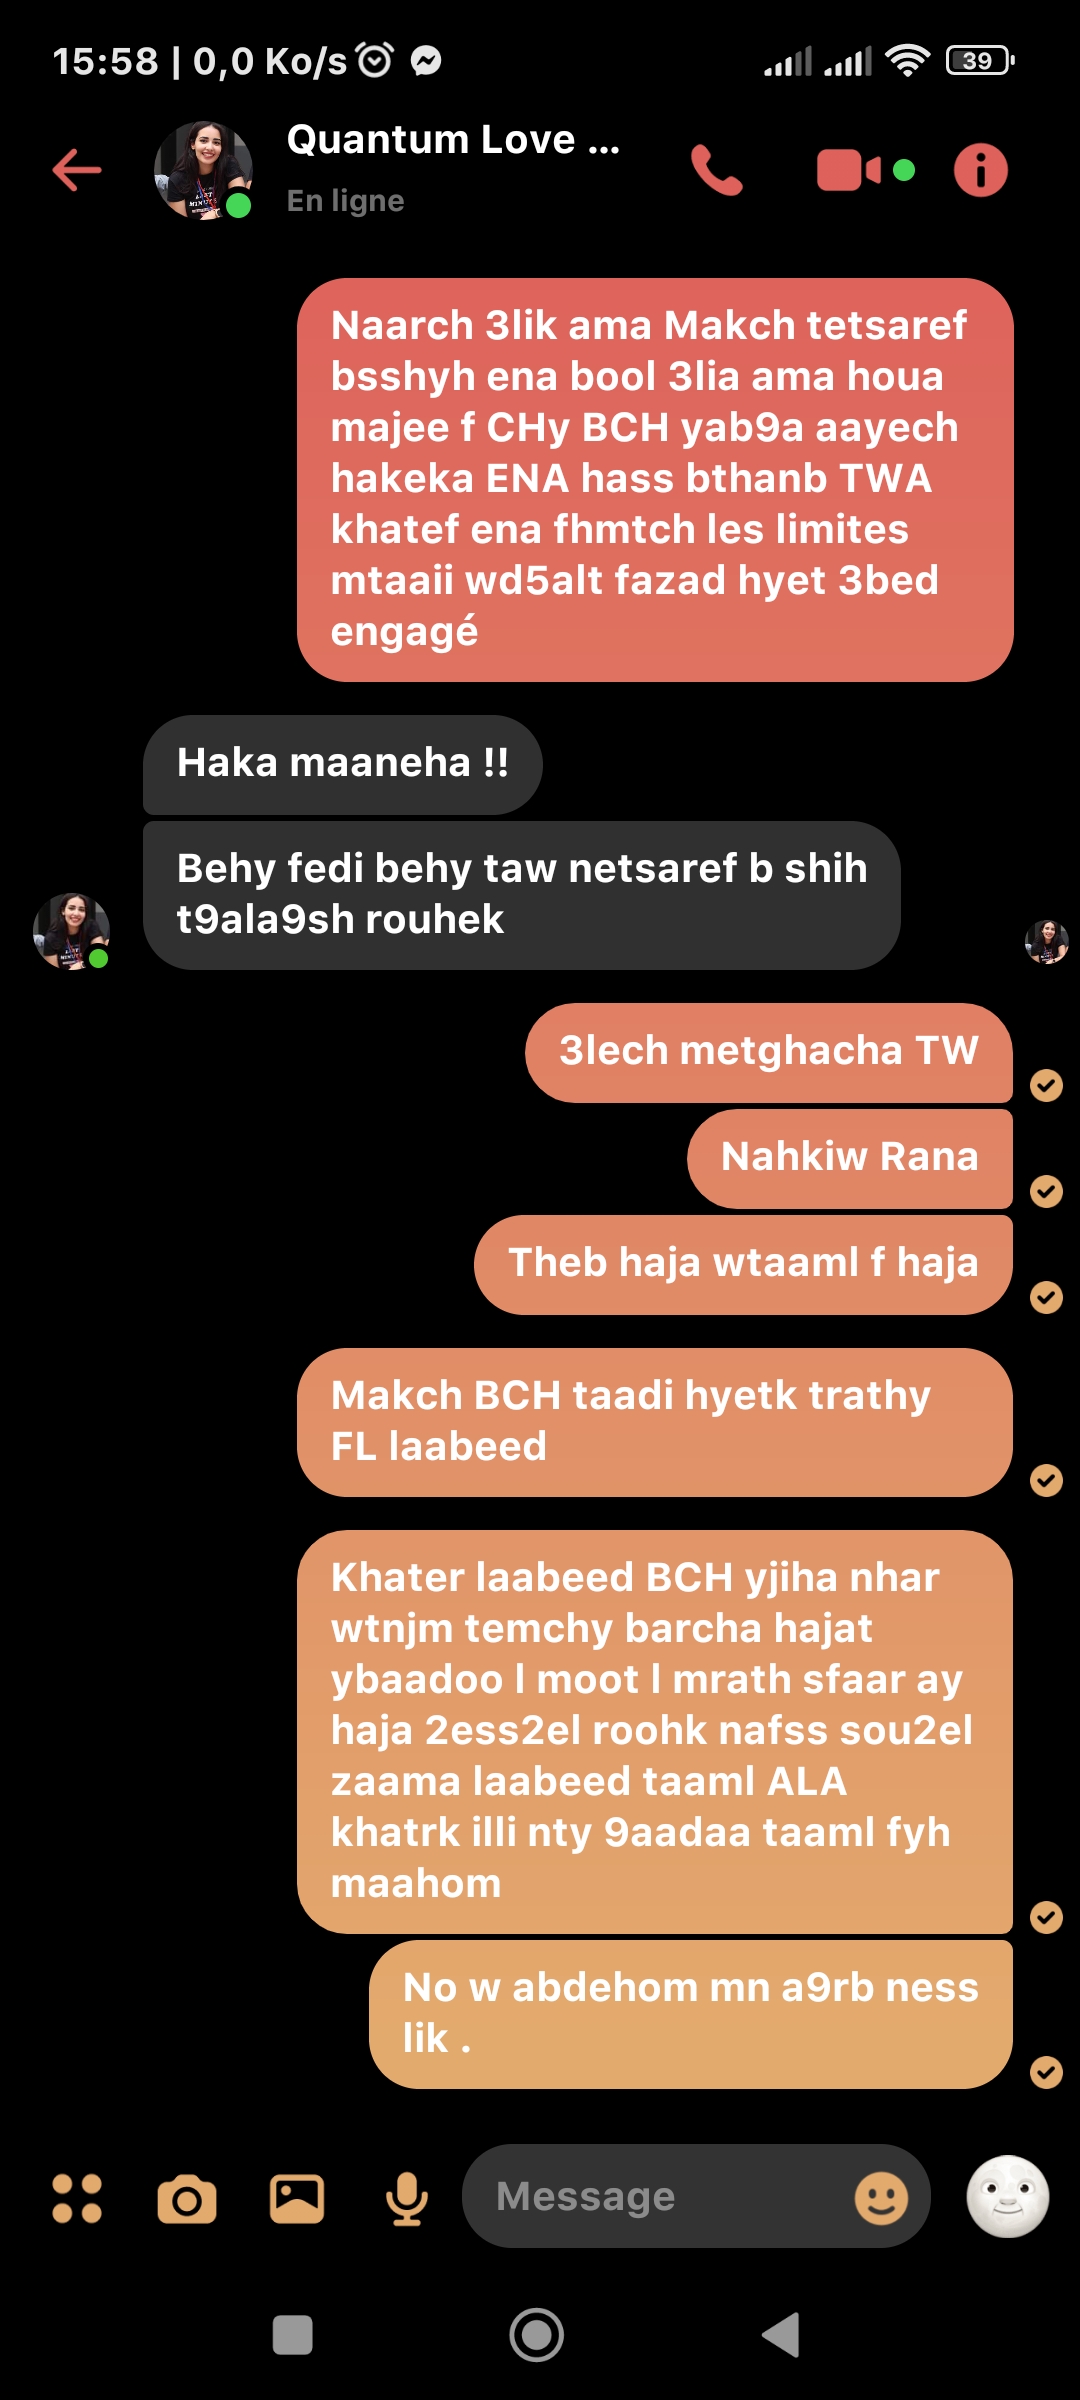 15:58 | 0,0 Ko/s
39
Quantum Love ...
En ligne
Naarch 3lik ama Makch tetsaref
bsshyh ena bool 3lia ama houa
majee f CHy BCH yab9a aayech
hakeka ENA hass bthanb TWA
khatef ena fhmtch les limites
mtaaii wd5alt fazad hyet 3bed
engagé
Haka maaneha !!
Behy fedi behy taw netsaref b shih
t9ala9sh rouhek
3lech metghacha TW
Nahkiw Rana
Theb haja wtaaml f haja
Makch BCH taadi hyetk trathy
FL laabeed
Khater laabeed BCH yjiha nhar
wtnjm temchy barcha hajat
ybaadoo l moot l mrath sfaar ay
haja 2ess2el roohk nafss sou2el
zaama laabeed taaml ALA
khatrk illi nty 9aadaa taaml fyh
maahom
No w abdehom mn a9rb ness
lik .
Message